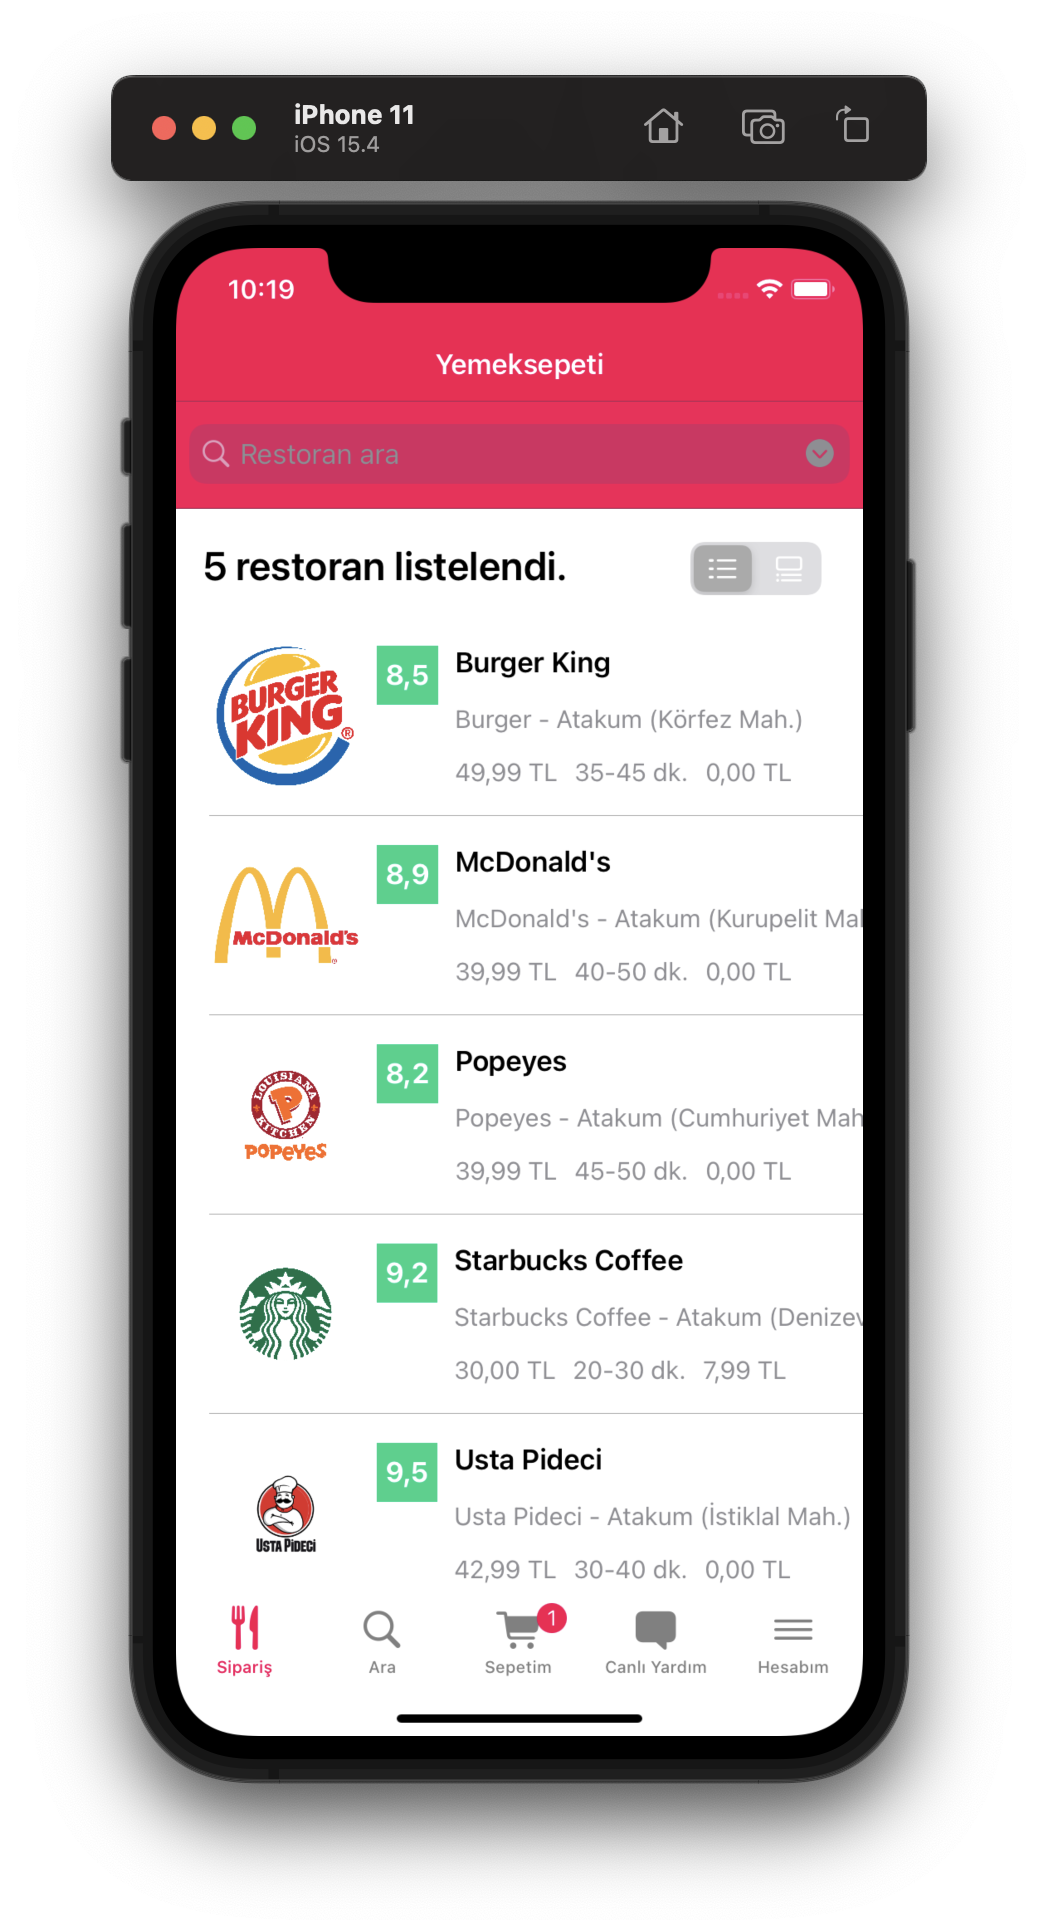 iPhone 11
iOS 15.4
10:19
Yemeksepeti
Restoran ara
5 restoran listelendi.
BURGER
KING
®
8,5
Burger King
Burger - Atakum (Körfez Mah.)
49,99 TL 35-45 dk. 0,00 TL
McDonald's
8,9
McDonald's
McDonald's - Atakum (Kurupelit Mah
39,99 TL 40-50 dk. 0,00 TL
LOUISIANA
KITCHEN
POPEYES
8,2
Popeyes
Popeyes - Atakum (Cumhuriyet Mah
39,99 TL 45-50 dk. 0,00 TL
9,2
Starbucks Coffee
Starbucks Coffee - Atakum (Denizev
30,00 TL 20-30 dk. 7,99 TL
USTA PİDECİ
9,5
Usta Pideci
Usta Pideci - Atakum (İstiklal Mah.)
42,99 TL 30-40 dk. 0,00 TL
1
Sipariş
Ara
Sepetim
Canlı Yardım
Hesabım